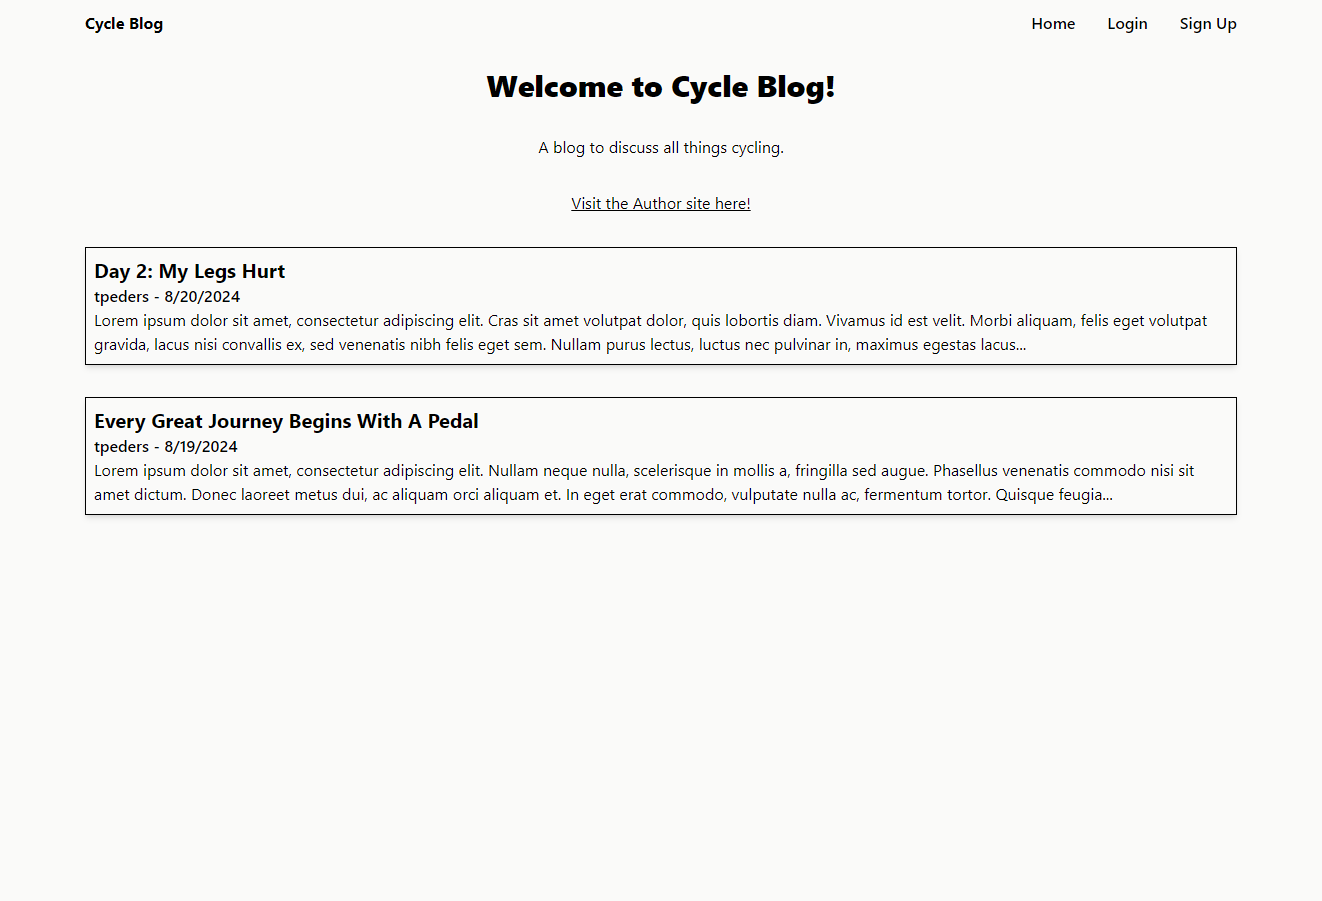 Cycle Blog
Home Login Sign Up
Welcome to Cycle Blog!
A blog to discuss all things cycling.
Visit the Author site here!
Day 2: My Legs Hurt
tpeders - 8/20/2024
Lorem ipsum dolor sit amet, consectetur adipiscing elit. Cras sit amet volutpat dolor, quis lobortis diam. Vivamus id est velit. Morbi aliquam, felis eget volutpat
gravida, lacus nisi convallis ex, sed venenatis nibh felis eget sem. Nullam purus lectus, luctus nec pulvinar in, maximus egestas lacus...
Every Great Journey Begins With A Pedal
tpeders - 8/19/2024
Lorem ipsum dolor sit amet, consectetur adipiscing elit. Nullam neque nulla, scelerisque in mollis a, fringilla sed augue. Phasellus venenatis commodo nisi sit
amet dictum. Donec laoreet metus dui, ac aliquam orci aliquam et. In eget erat commodo, vulputate nulla ac, fermentum tortor. Quisque feugia...